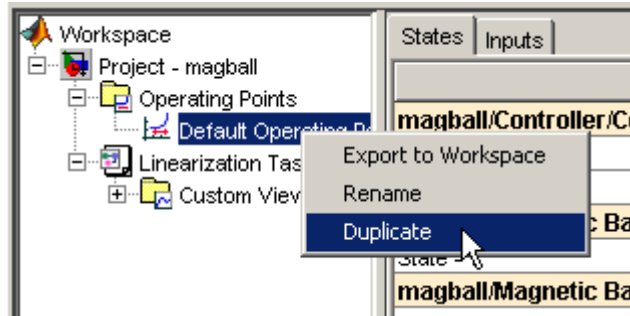 Workspace
Project - magball
Operating Points
Default Operating
Linearization Tas
Custom View
States
Inputs
magball/Controller/C
Export to Workspace
Rename
Duplicate
Ba
State -
magball/Magnetic Ba